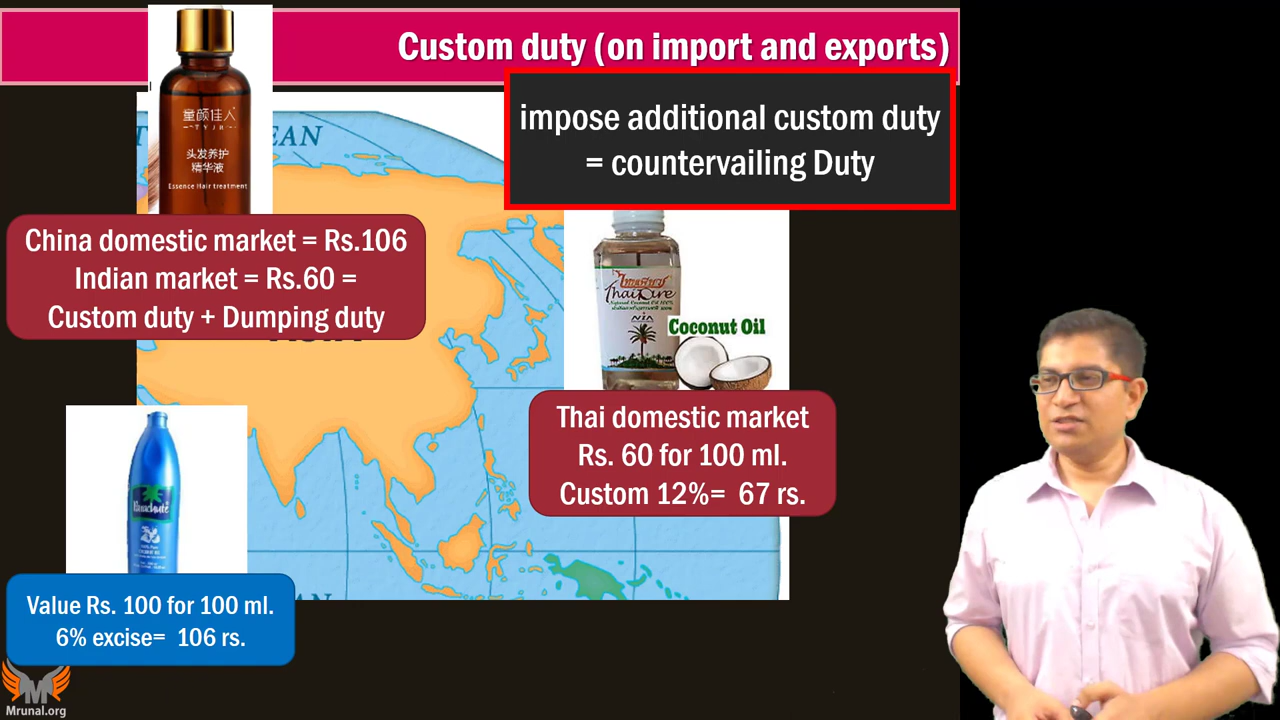 Custom duty (on import and exports)
impose additional custom duty
= countervailing Duty
EAN
童颜佳人
TYJR
头发养护
精华液
Essence Hair treatment
China domestic market = Rs.106
Indian market = Rs.60 =
Custom duty + Dumping duty
ThaiPure
Coconut Oil
Thai domestic market
Rs. 60 for 100 ml.
Custom 12%= 67 rs.
Parachute
Value Rs. 100 for 100 ml.
6% excise= 106 rs.
AN
M
Mrunal.org